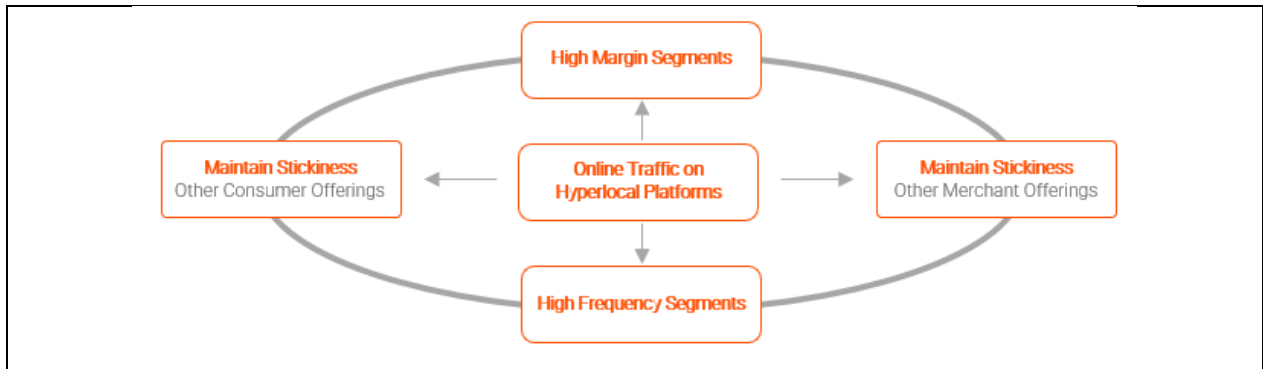 High Margin Segments
Maintain Stickiness
Other Consumer Offerings
Online Traffic on
Hyperlocal Platforms
Maintain Stickiness
Other Merchant Offerings
High Frequency Segments